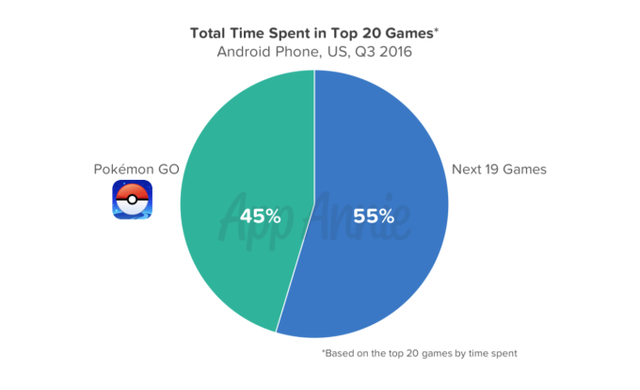 Total Time Spent in Top 20 Games*
Android Phone, US, Q3 2016
Pokémon GO
Next 19 Games
45%
55%
App Annie
*Based on the top 20 games by time spent